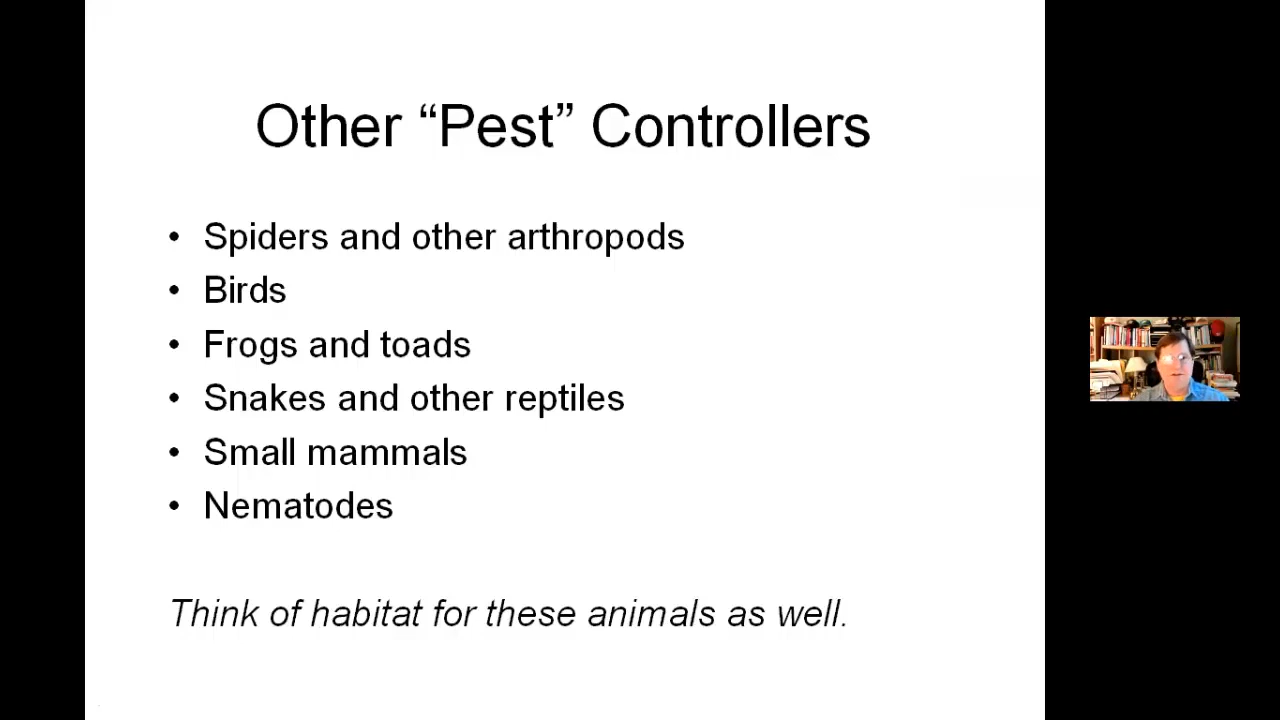 Other “Pest” Controllers
• Spiders and other arthropods
• Birds
• Frogs and toads
• Snakes and other reptiles
• Small mammals
• Nematodes
Think of habitat for these animals as well.